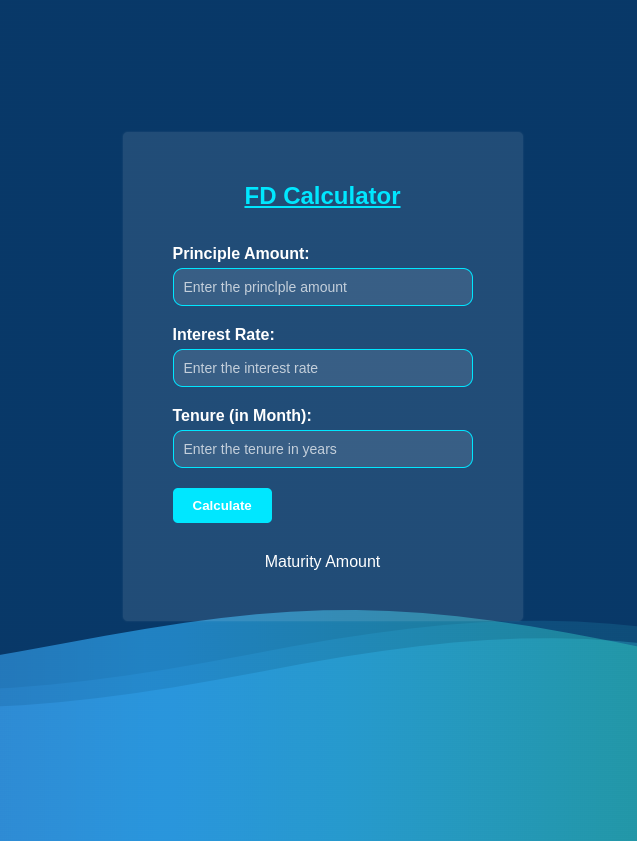 FD Calculator
Principle Amount:
Enter the princlple amount
Interest Rate:
Enter the interest rate
Tenure (in Month):
Enter the tenure in years
Calculate
Maturity Amount